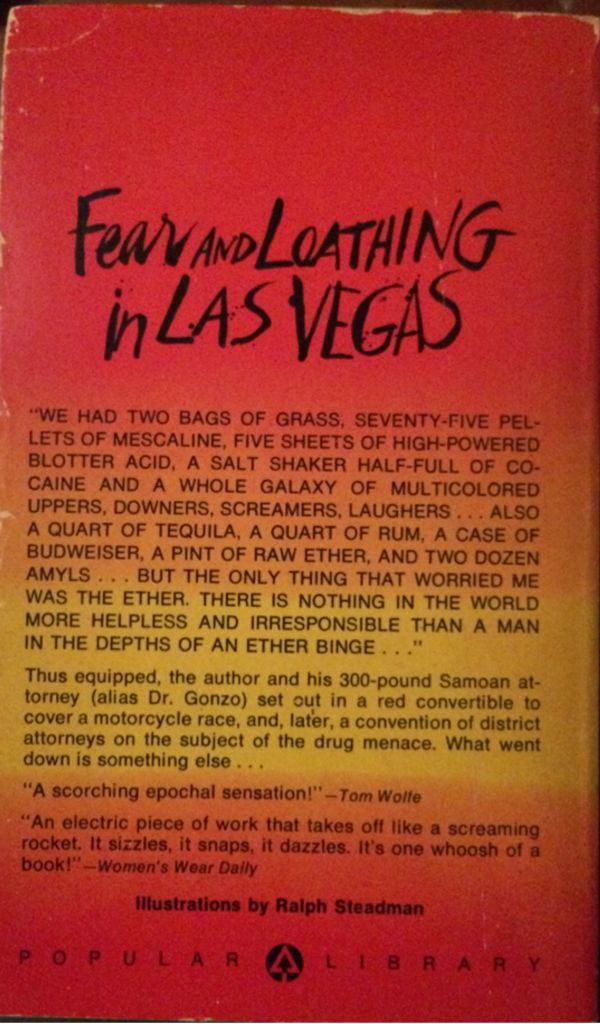 Fear AND LOATHING
in LAS VEGAS
"WE HAD TWO BAGS OF GRASS, SEVENTY-FIVE PEL-
LETS OF MESCALINE, FIVE SHEETS OF HIGH-POWERED
BLOTTER ACID, A SALT SHAKER HALF-FULL OF CO-
CAINE AND A WHOLE GALAXY OF MULTICOLORED
UPPERS, DOWNERS, SCREAMERS, LAUGHERS . . . ALSO
A QUART OF TEQUILA, A QUART OF RUM, A CASE OF
BUDWEISER, A PINT OF RAW ETHER, AND TWO DOZEN
AMYLS . . . BUT THE ONLY THING THAT WORRIED ME
WAS THE ETHER. THERE IS NOTHING IN THE WORLD
MORE HELPLESS AND IRRESPONSIBLE THAN A MAN
IN THE DEPTHS OF AN ETHER BINGE . . ."
Thus equipped, the author and his 300-pound Samoan at-
torney (alias Dr. Gonzo) set out in a red convertible to
cover a motorcycle race, and, later, a convention of district
attorneys on the subject of the drug menace. What went
down is something else . . .
"A scorching epochal sensation!"—Tom Wolfe
"An electric piece of work that takes off like a screaming
rocket. It sizzles, it snaps, it dazzles. It's one whoosh of a
book!"—Women's Wear Daily
Illustrations by Ralph Steadman
POPULAR LIBRARY